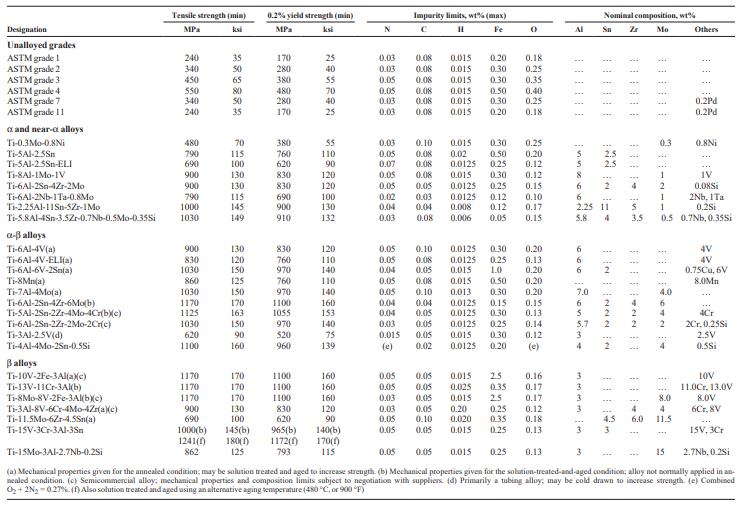 Tensile strength (min) 0.2% yield strength (min) Impurity limits, wt% (max) Nominal composition, wt%
Designation MPa ksi MPa ksi N C H Fe O Al Sn Zr Mo Others
Unalloyed grades
ASTM grade 1 240 35 170 25 0.03 0.08 0.015 0.20 0.18 … … … … …
ASTM grade 2 340 50 280 40 0.03 0.08 0.015 0.30 0.25 … … … … …
ASTM grade 3 450 65 380 55 0.05 0.08 0.015 0.30 0.35 … … … … …
ASTM grade 4 550 80 480 70 0.05 0.08 0.015 0.50 0.40 … … … … …
ASTM grade 7 340 50 280 40 0.03 0.08 0.015 0.30 0.25 … … … … 0.2Pd
ASTM grade 11 240 35 170 25 0.03 0.08 0.015 0.20 0.18 … … … … 0.2Pd
α and near-α alloys
Ti-0.3Mo-0.8Ni 480 70 380 55 0.03 0.10 0.015 0.30 0.25 … … … 0.3 0.8Ni
Ti-5Al-2.5Sn 790 115 760 110 0.05 0.08 0.02 0.50 0.20 5 2.5 … … …
Ti-5Al-2.5Sn-ELI 690 100 620 90 0.07 0.08 0.0125 0.25 0.12 5 2.5 … … …
Ti-8Al-1Mo-1V 900 130 830 120 0.05 0.08 0.015 0.30 0.12 8 … … 1 1V
Ti-6Al-2Sn-4Zr-2Mo 900 130 830 120 0.05 0.05 0.0125 0.25 0.15 6 2 4 2 0.08Si
Ti-6Al-2Nb-1Ta-0.8Mo 790 115 690 100 0.02 0.03 0.0125 0.12 0.10 6 … … 1 2Nb, 1Ta
Ti-2.25Al-11Sn-5Zr-1Mo 1000 145 900 130 0.04 0.04 0.008 0.12 0.17 2.25 11 5 1 0.2Si
Ti-5.8Al-4Sn-3.5Zr-0.7Nb-0.5Mo-0.35Si 1030 149 910 132 0.03 0.08 0.006 0.05 0.15 5.8 4 3.5 0.5 0.7Nb, 0.35Si
α-β alloys
Ti-6Al-4V(a) 900 130 830 120 0.05 0.10 0.0125 0.30 0.20 6 … … … 4V
Ti-6Al-4V-ELI(a) 830 120 760 110 0.05 0.08 0.0125 0.25 0.13 6 … … … 4V
Ti-6Al-6V-2Sn(a) 1030 150 970 140 0.04 0.05 0.015 1.0 0.20 6 2 … … 0.75Cu, 6V
Ti-8Mn(a) 860 125 760 110 0.05 0.08 0.015 0.50 0.20 … … … … 8.0Mn
Ti-7Al-4Mo(a) 1030 150 970 140 0.05 0.10 0.013 0.30 0.20 7.0 … … 4.0 …
Ti-6Al-2Sn-4Zr-6Mo(b) 1170 170 1100 160 0.04 0.04 0.0125 0.15 0.15 6 2 4 6 …
Ti-5Al-2Sn-2Zr-4Mo-4Cr(b)(c) 1125 163 1055 153 0.04 0.05 0.0125 0.30 0.13 5 2 2 4 4Cr
Ti-6Al-2Sn-2Zr-2Mo-2Cr(c) 1030 150 970 140 0.03 0.05 0.0125 0.25 0.14 5.7 2 2 2 2Cr, 0.25Si
Ti-3Al-2.5V(d) 620 90 520 75 0.015 0.05 0.015 0.30 0.12 3 … … … 2.5V
Ti-4Al-4Mo-2Sn-0.5Si 1100 160 960 139 (e) 0.02 0.0125 0.20 (e) 4 2 … 4 0.5Si
β alloys
Ti-10V-2Fe-3Al(a)(c) 1170 170 1100 160 0.05 0.05 0.015 2.5 0.16 3 … … … 10V
Ti-13V-11Cr-3Al(b) 1170 170 1100 160 0.05 0.05 0.025 0.35 0.17 3 … … … 11.0Cr, 13.0V
Ti-8Mo-8V-2Fe-3Al(b)(c) 1170 170 1100 160 0.03 0.05 0.015 2.5 0.17 3 … … 8.0 8.0V
Ti-3Al-8V-6Cr-4Mo-4Zr(a)(c) 900 130 830 120 0.03 0.05 0.20 0.25 0.12 3 … 4 4 6Cr, 8V
Ti-11.5Mo-6Zr-4.5Sn(a) 690 100 620 90 0.05 0.10 0.020 0.35 0.18 … 4.5 6.0 11.5 …
Ti-15V-3Cr-3Al-3Sn 1000(b) 145(b) 965(b) 140(b) 0.05 0.05 0.015 0.25 0.13 3 3 … … 15V, 3Cr
1241(f) 180(f) 1172(f) 170(f)
Ti-15Mo-3Al-2.7Nb-0.2Si 862 125 793 115 0.05 0.05 0.015 0.25 0.13 3 … … 15 2.7Nb, 0.2Si
(a) Mechanical properties given for the annealed condition; may be solution treated and aged to increase strength. (b) Mechanical properties given for the solution-treated-and-aged condition; alloy not normally applied in an-
nealed condition. (c) Semicommercial alloy; mechanical properties and composition limits subject to negotiation with suppliers. (d) Primarily a tubing alloy; may be cold drawn to increase strength. (e) Combined
O₂ + 2N₂ = 0.27%. (f) Also solution treated and aged using an alternative aging temperature (480 °C, or 900 °F)